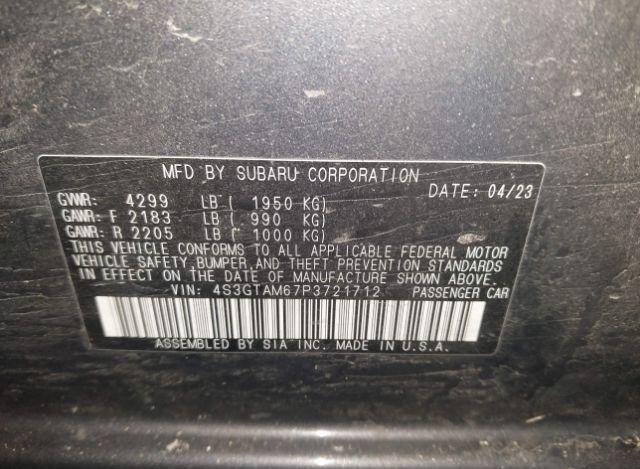 MFD BY SUBARU CORPORATION
DATE: 04/23
GVWR: 4299 LB ( 1950 KG)
GAWR: F 2183 LB ( 990 KG)
GAWR: R 2205 LB ( 1000 KG)
THIS VEHICLE CONFORMS TO ALL APPLICABLE FEDERAL MOTOR
VEHICLE SAFETY, BUMPER, AND THEFT PREVENTION STANDARDS
IN EFFECT ON THE DATE OF MANUFACTURE SHOWN ABOVE.
VIN: 4S3GTAM67P3721712 PASSENGER CAR
ASSEMBLED BY SIA INC. MADE IN U.S.A.